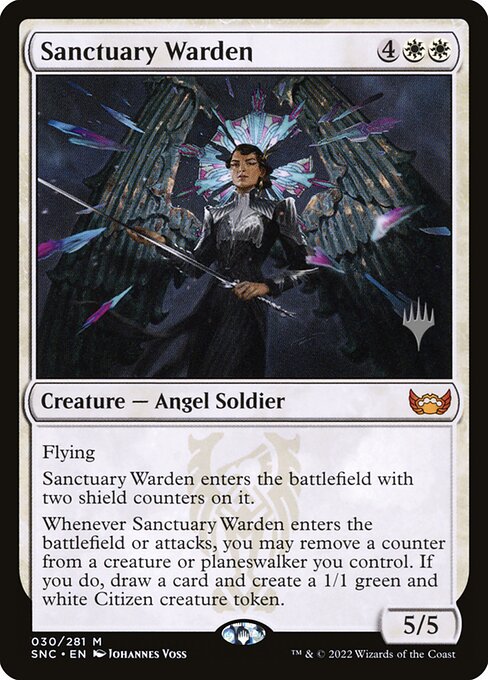 Sanctuary Warden 4
Creature — Angel Soldier
Flying
Sanctuary Warden enters the battlefield with
two shield counters on it.
Whenever Sanctuary Warden enters the
battlefield or attacks, you may remove a counter
from a creature or planeswalker you control. If
you do, draw a card and create a 1/1 green and
white Citizen creature token.
5/5
030/281 M
SNC • EN Johannes Voss ™ & © 2022 Wizards of the Coast